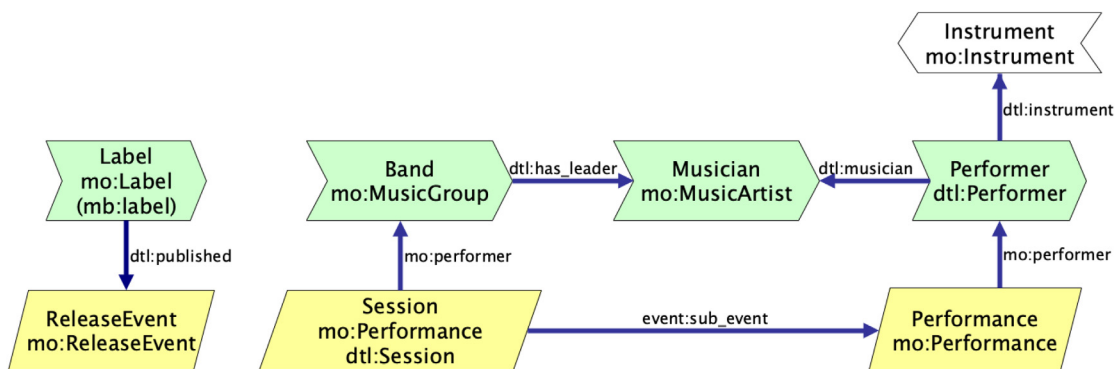 Instrument
mo:Instrument
dtl:instrument
Label
mo:Label
(mb:label)
Band
mo:MusicGroup
dtl:has_leader
Musician
mo:MusicArtist
dtl:musician
Performer
dtl:Performer
dtl:published
mo:performer
mo:performer
ReleaseEvent
mo:ReleaseEvent
Session
mo:Performance
dtl:Session
event:sub_event
Performance
mo:Performance